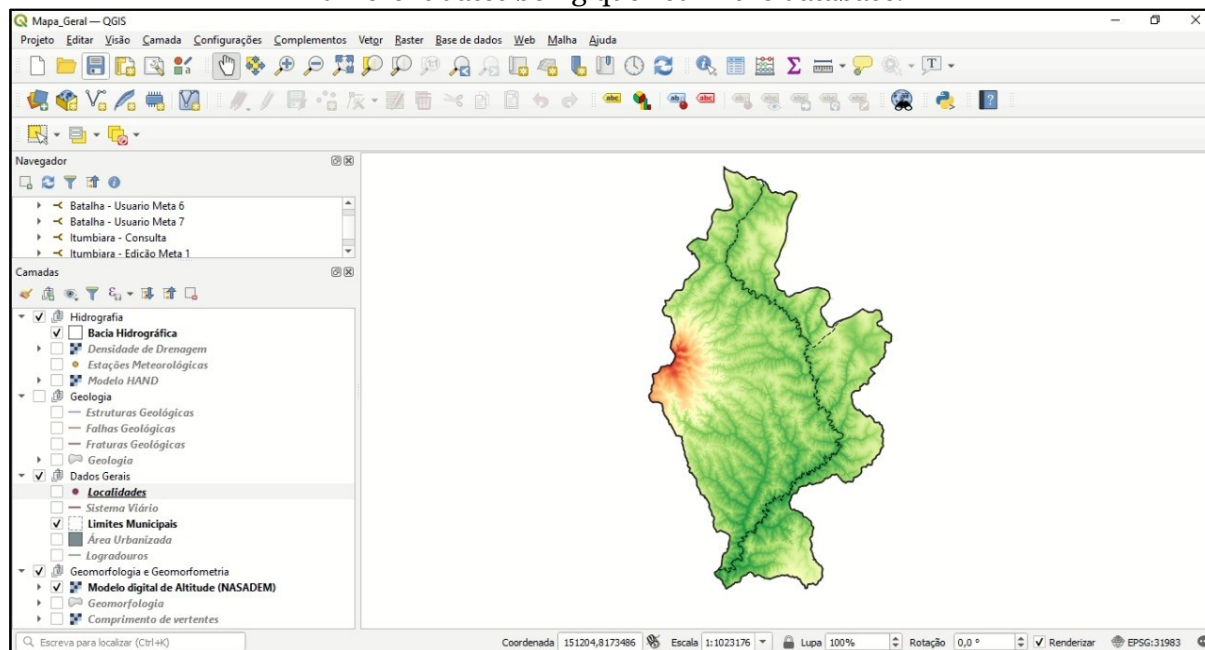 Mapa_Geral — QGIS
Projeto Editar Visão Camada Configurações Complementos Vetor Raster Base de dados Web Malha Ajuda
Navegador
Batalha - Usuario Meta 6
Batalha - Usuario Meta 7
Itumbiara - Consulta
Itumbiara - Edição Meta 1
Camadas
Hidrografia
Bacia Hidrográfica
Densidade de Drenagem
Estações Meteorológicas
Modelo HAND
Geologia
Estruturas Geológicas
Falhas Geológicas
Fraturas Geológicas
Geologia
Dados Gerais
Localidades
Sistema Viário
Limites Municipais
Área Urbanizada
Logradouros
Geomorfologia e Geomorfometria
Modelo digital de Altitude (NASADEM)
Geomorfologia
Comprimento de vertentes
Escreva para localizar (Ctrl+K) Coordenada 151204,8173486 Escala 1:1023176 Lupa 100% Rotação 0,0 ° Renderizar EPSG:31983